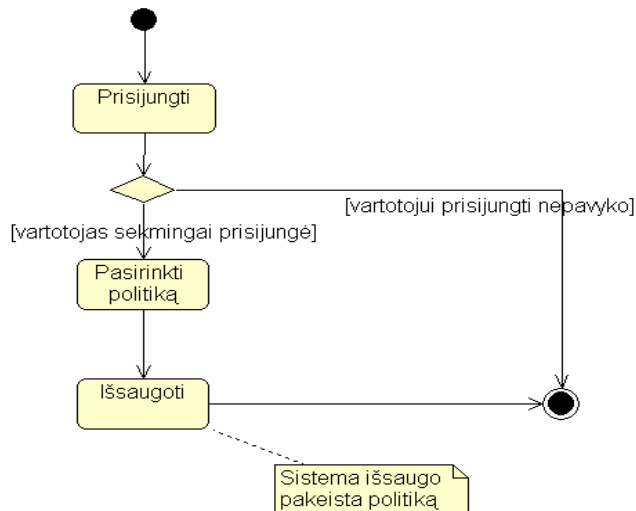 Prisijungti
[vartotojui prisijungti nepavyko]
[vartotojas sekmingai prisijungė]
Pasirinkti
politiką
Išsaugoti
Sistema išsaugo
pakeista politiką